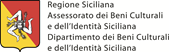 Regione Siciliana
Assessorato dei Beni Culturali
e dell'Identità Siciliana
Dipartimento dei Beni Culturali
e dell'Identità Siciliana